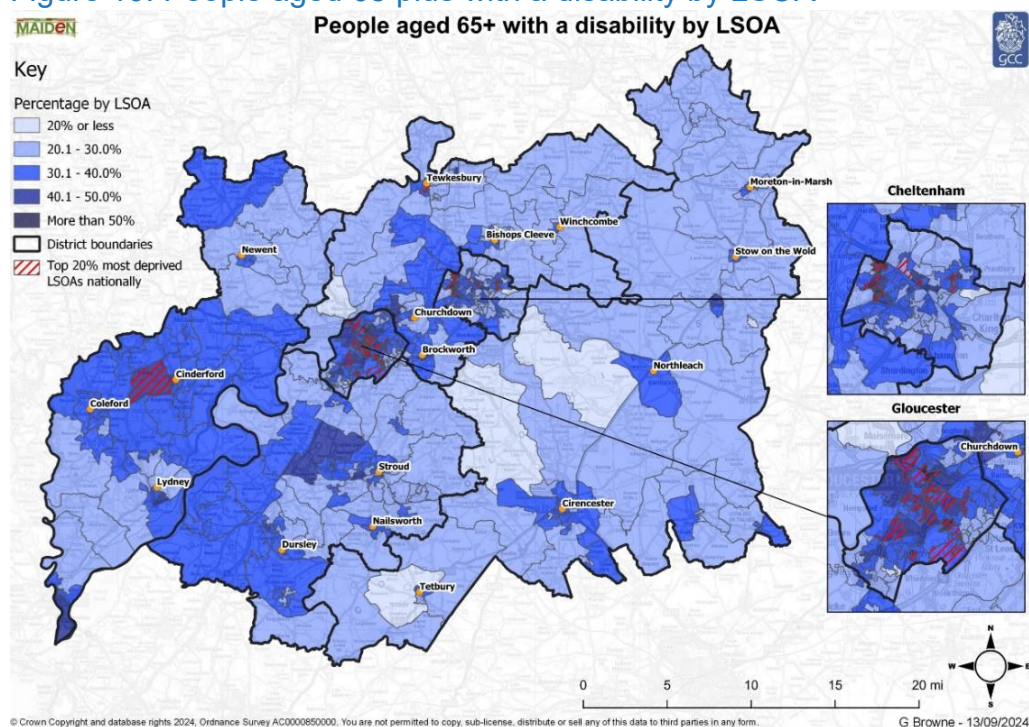 MAIDEN
People aged 65+ with a disability by LSOA
GCC
Key
Percentage by LSOA
20% or less
20.1 - 30.0%
30.1 - 40.0%
40.1 - 50.0%
More than 50%
District boundaries
Top 20% most deprived
LSOAs nationally
Tewkesbury
Moreton-in-Marsh
Cheltenham
Winchcombe
Bishops Cleeve
Newent
Stow on the Wold
Churchdown
Brockworth
Northleach
Cinderford
Coleford
Gloucester
Churchdown
Stroud
Lydney
Cirencester
Nailsworth
Dursley
Tetbury
N
W E
S
0 5 10 15 20 mi
© Crown Copyright and database rights 2024, Ordnance Survey AC0000850000. You are not permitted to copy, sub-license, distribute or sell any of this data to third parties in any form.
G Browne - 13/09/2024